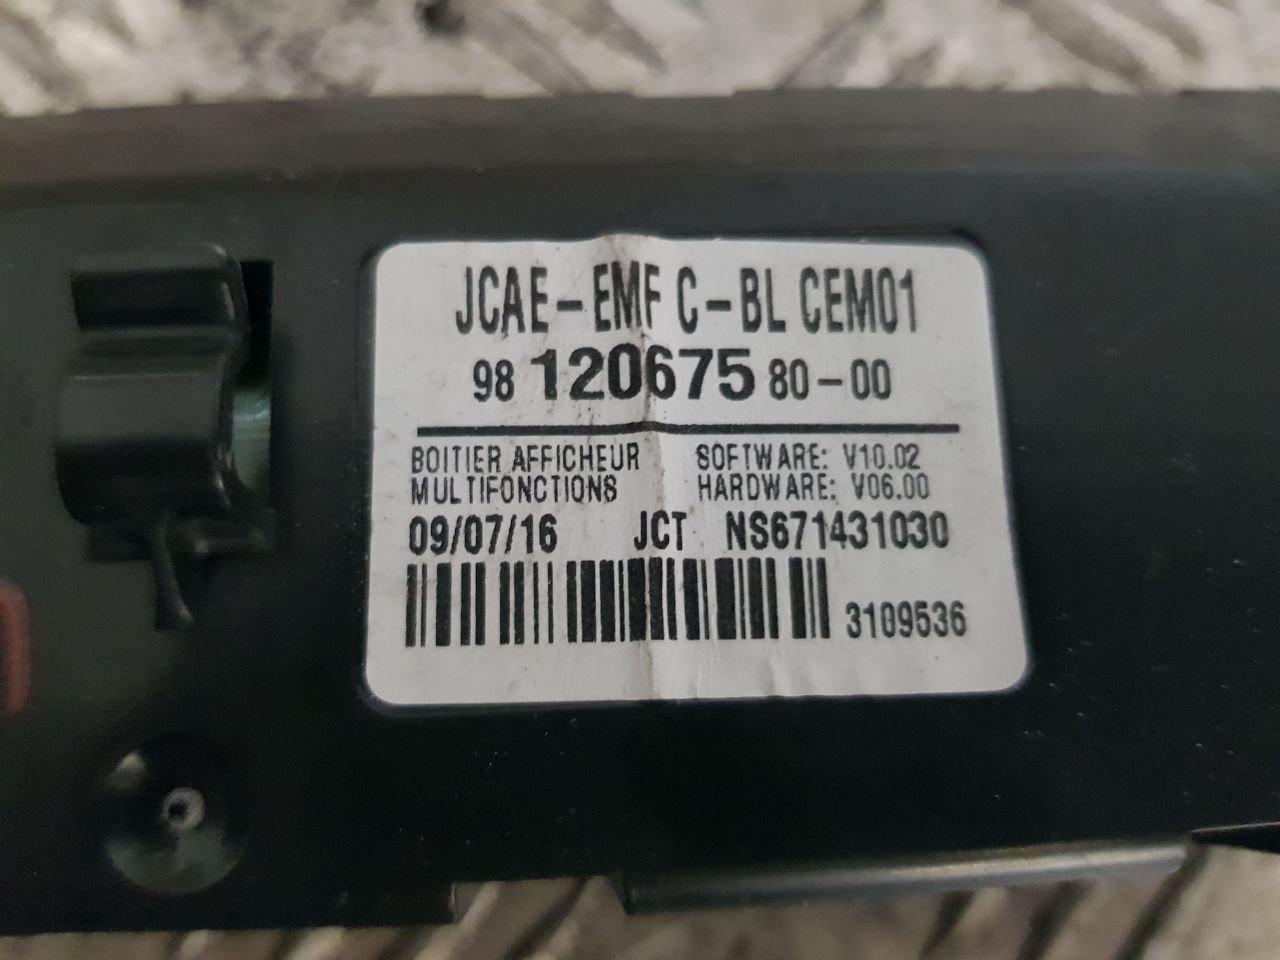 JCAE-EMF C-BL CEM01
98 120675 80-00
BOITIER AFFICHEUR SOFTWARE: V10.02
MULTIFONCTIONS HARDWARE: V06.00
09/07/16 JCT NS671431030
3109536